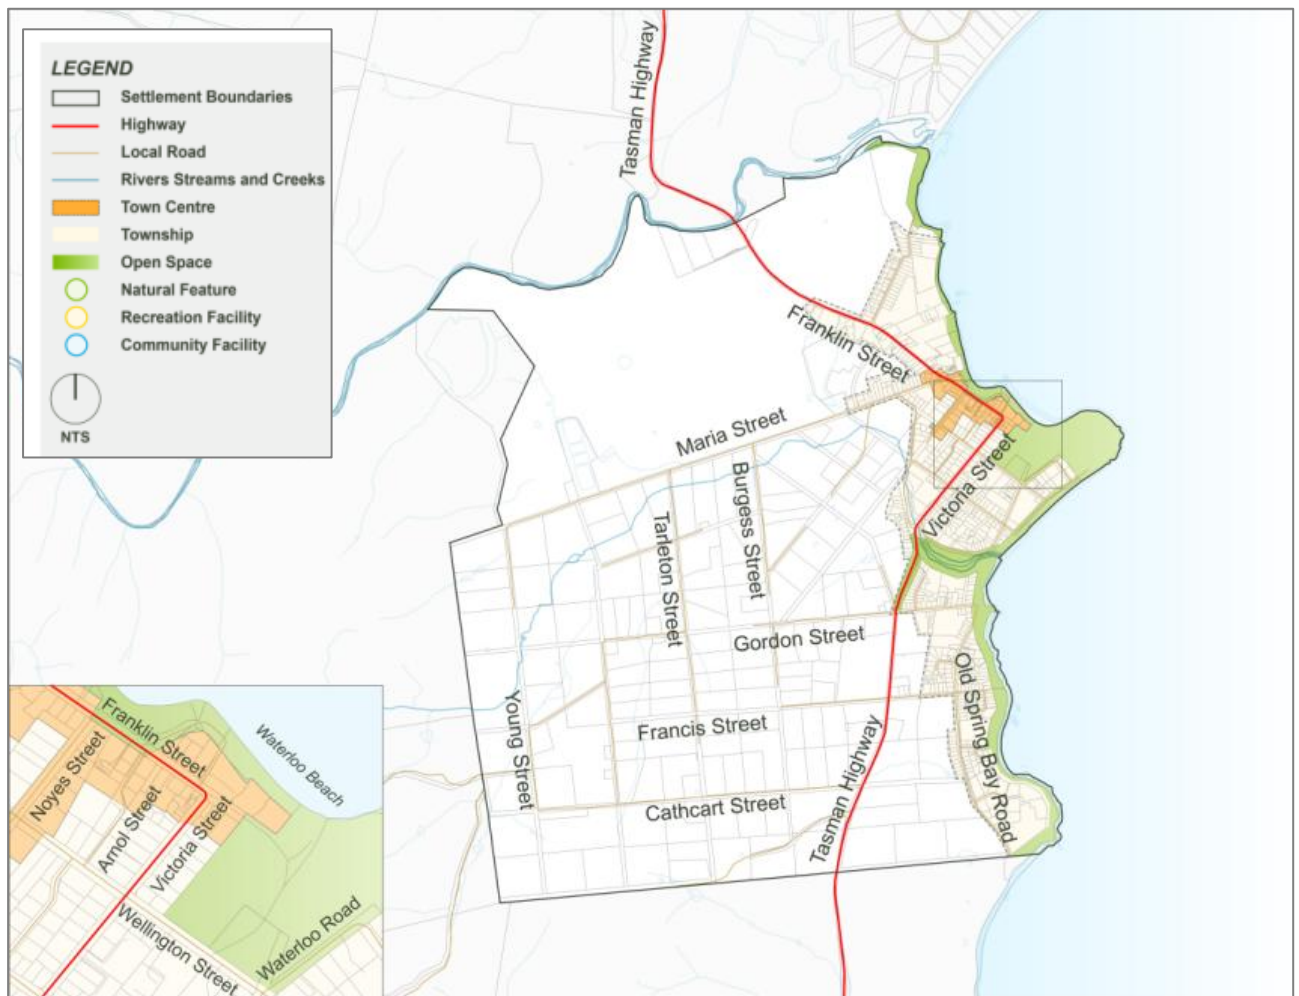 LEGEND
Settlement Boundaries
Highway
Local Road
Rivers Streams and Creeks
Town Centre
Township
Open Space
Natural Feature
Recreation Facility
Community Facility
NTS
Tasman Highway
Franklin Street
Maria Street
Burgess Street
Tarleton Street
Victoria Street
Gordon Street
Old Spring Bay Road
Young Street
Francis Street
Cathcart Street
Tasman Highway
Franklin Street
Waterloo Beach
Noyes Street
Arnol Street
Victoria Street
Wellington Street
Waterloo Road